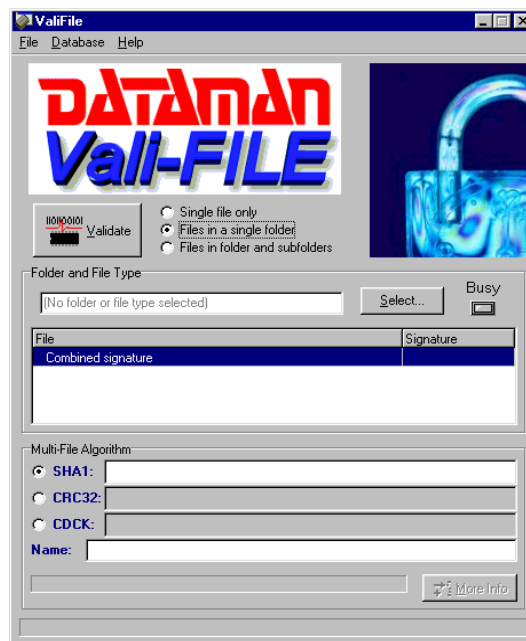 ValiFile
File Database Help
DATAMAN
Vali-FILE
Validate
Single file only
Files in a single folder
Files in folder and subfolders
Folder and File Type
(No folder or file type selected)
Select...
Busy
File Signature
Combined signature
Multi-File Algorithm
SHA1:
CRC32:
CDCK:
Name:
More Info